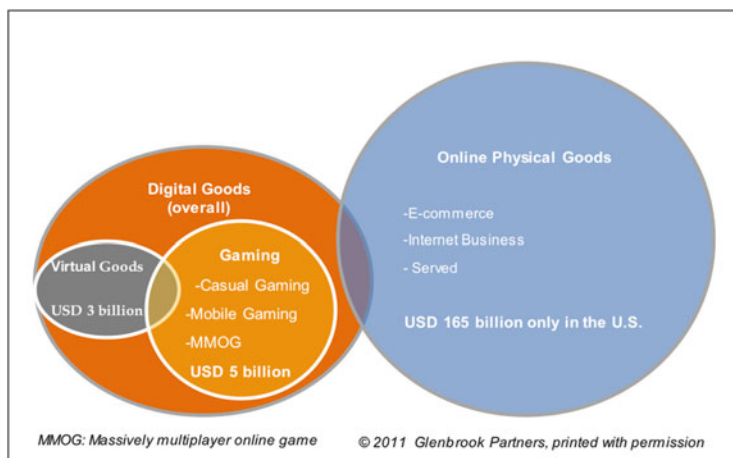 Online Physical Goods
-E-commerce
-Internet Business
- Served
USD 165 billion only in the U.S.
Digital Goods
(overall)
Virtual Goods
USD 3 billion
Gaming
-Casual Gaming
-Mobile Gaming
-MMOG
USD 5 billion
MMOG: Massively multiplayer online game
© 2011 Glenbrook Partners, printed with permission